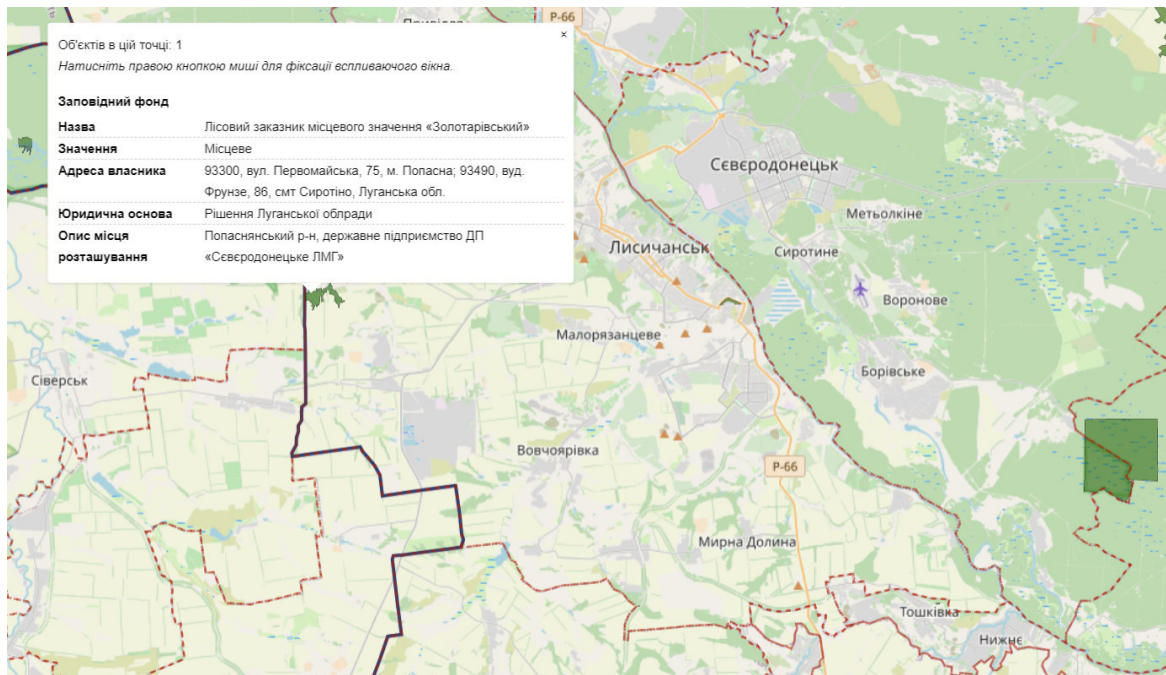 Р-66
Об'єктів в цій точці: 1
×
Натисніть правою кнопкою миші для фіксації вспливаючого вікна.
Заповідний фонд
Назва Лісовий заказник місцевого значення «Золотарівський»
Значення Місцеве
Адреса власника 93300, вул. Первомайська, 75, м. Попасна; 93490, вуд.
Фрунзе, 86, смт Сиротіно, Луганська обл.
Юридична основа Рішення Луганської облради
Опис місця Попаснянський р-н, державне підприємство ДП
розташування «Сєвєродонецьке ЛМГ»
Сєвєродонецьк
Метьолкіне
Лисичанськ
Сиротине
Воронове
Малорязанцеве
Борівське
Сіверськ
Вовчоярівка
Р-66
Мирна Долина
Тошківка
Нижнє